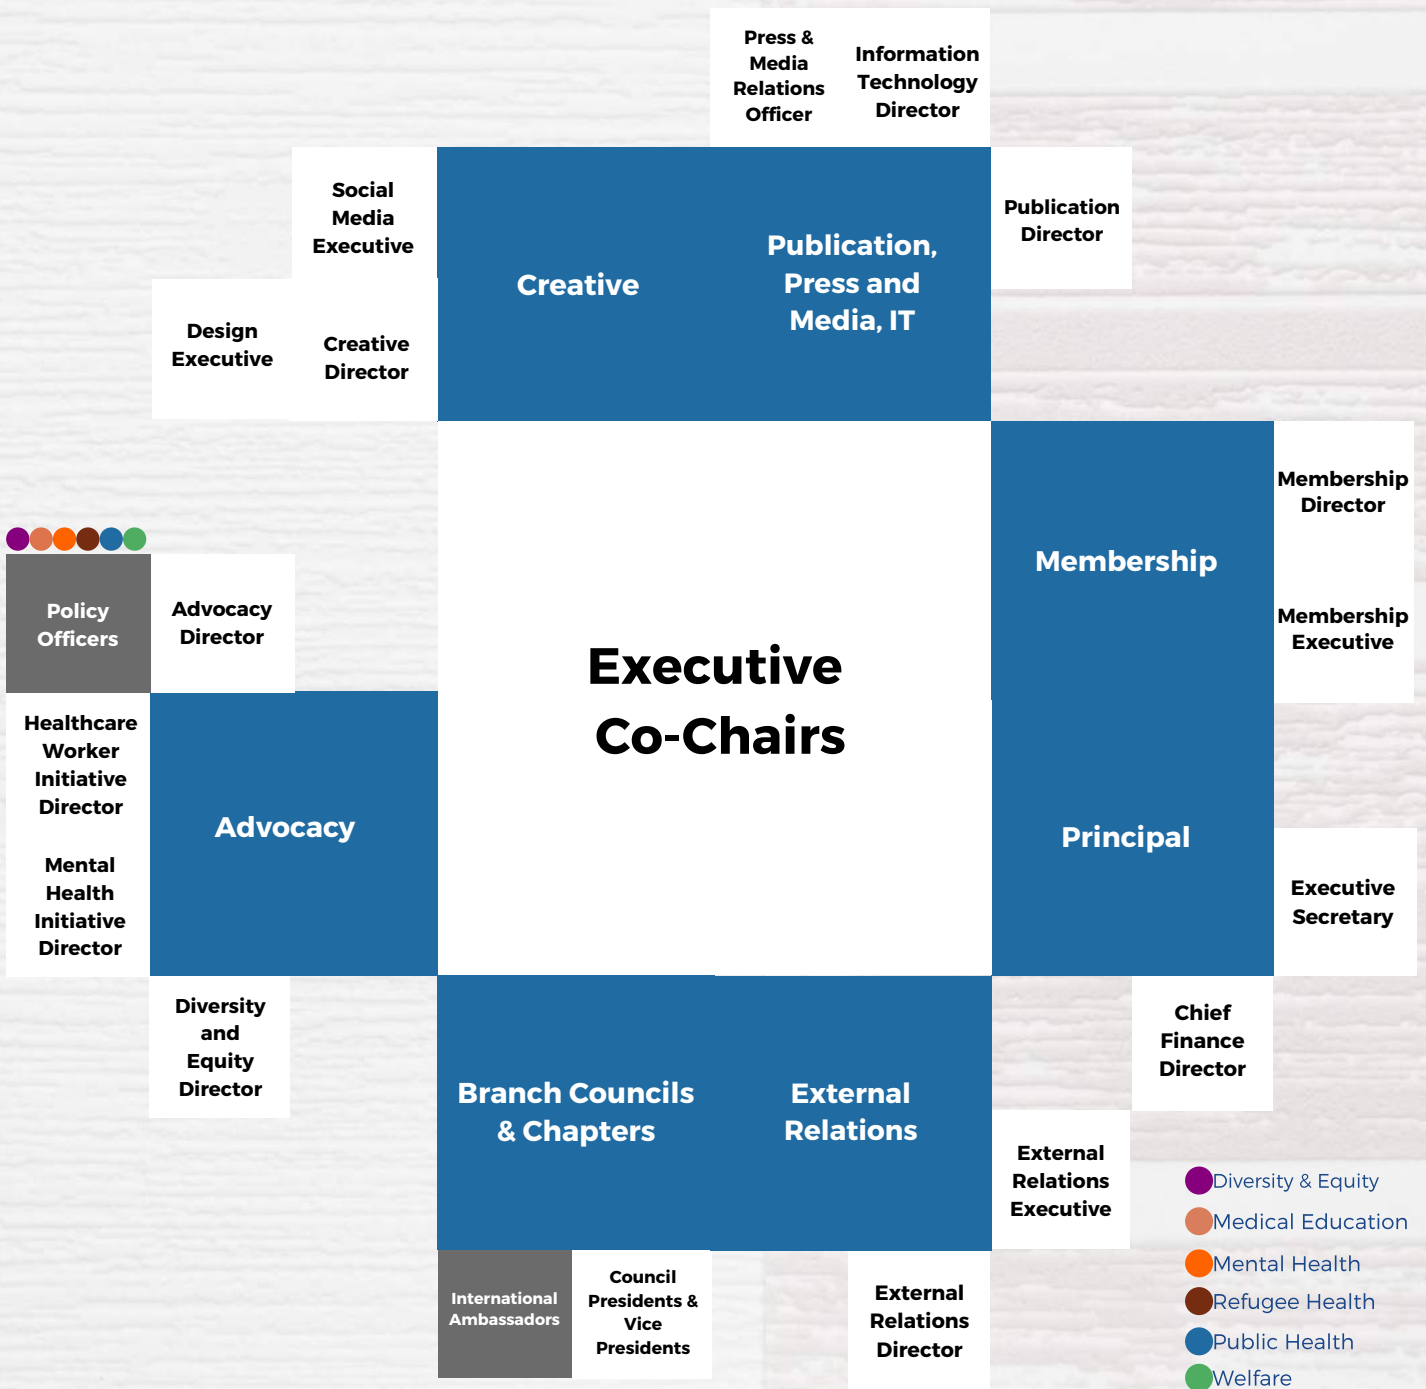 Press &
Media
Relations
Officer
Information
Technology
Director
Social
Media
Executive
Creative
Publication,
Press and
Media, IT
Publication
Director
Design
Executive
Creative
Director
Membership
Director
Membership
Membership
Executive
Policy
Officers
Advocacy
Director
Executive
Co-Chairs
Healthcare
Worker
Initiative
Director
Advocacy
Mental
Health
Initiative
Director
Principal
Executive
Secretary
Diversity
and
Equity
Director
Branch Councils
& Chapters
External
Relations
Chief
Finance
Director
External
Relations
Executive
International
Ambassadors
Council
Presidents &
Vice
Presidents
External
Relations
Director
Diversity & Equity
Medical Education
Mental Health
Refugee Health
Public Health
Welfare